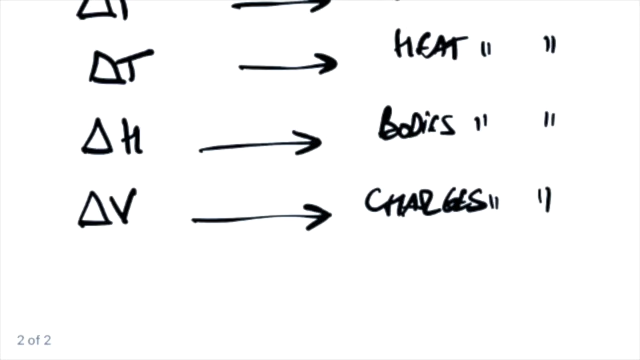 ΔT → HEAT " "
ΔH → BODIES " "
ΔV → CHARGES " "
2 of 2